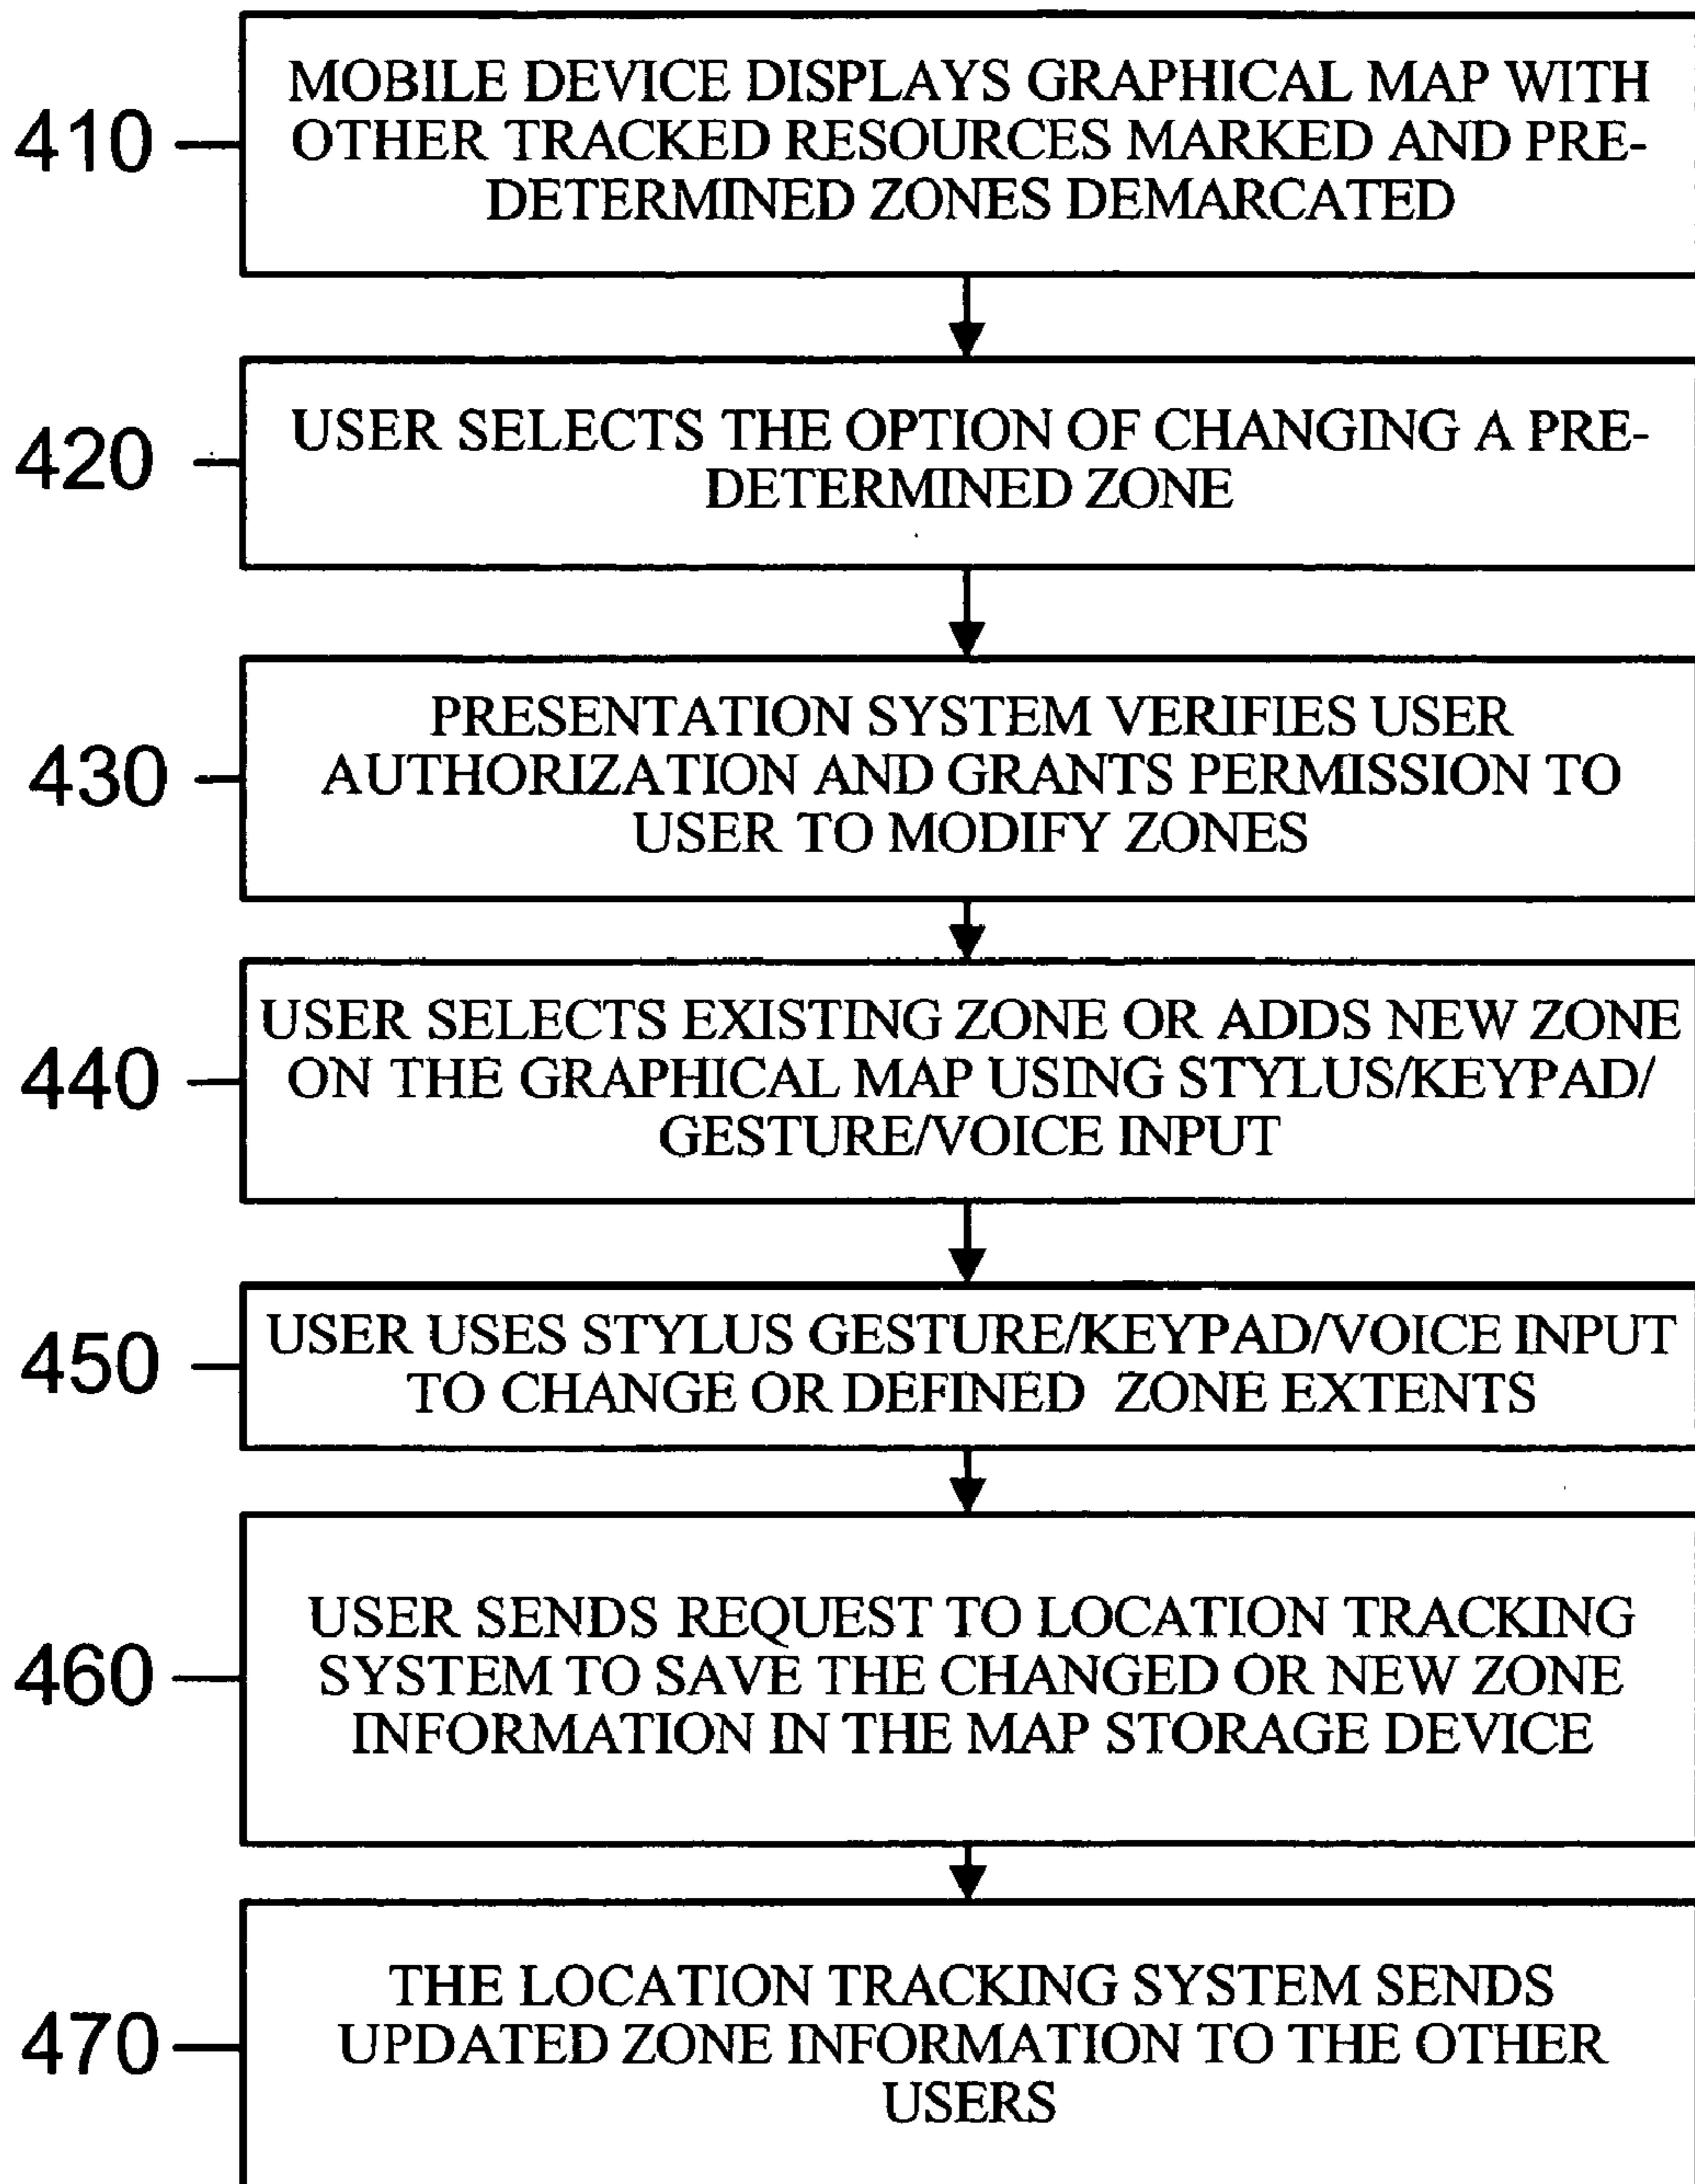 410
MOBILE DEVICE DISPLAYS GRAPHICAL MAP WITH
OTHER TRACKED RESOURCES MARKED AND PRE-
DETERMINED ZONES DEMARCATED
420
USER SELECTS THE OPTION OF CHANGING A PRE-
DETERMINED ZONE
430
PRESENTATION SYSTEM VERIFIES USER
AUTHORIZATION AND GRANTS PERMISSION TO
USER TO MODIFY ZONES
440
USER SELECTS EXISTING ZONE OR ADDS NEW ZONE
ON THE GRAPHICAL MAP USING STYLUS/KEYPAD/
GESTURE/VOICE INPUT
450
USER USES STYLUS GESTURE/KEYPAD/VOICE INPUT
TO CHANGE OR DEFINED ZONE EXTENTS
460
USER SENDS REQUEST TO LOCATION TRACKING
SYSTEM TO SAVE THE CHANGED OR NEW ZONE
INFORMATION IN THE MAP STORAGE DEVICE
470
THE LOCATION TRACKING SYSTEM SENDS
UPDATED ZONE INFORMATION TO THE OTHER
USERS